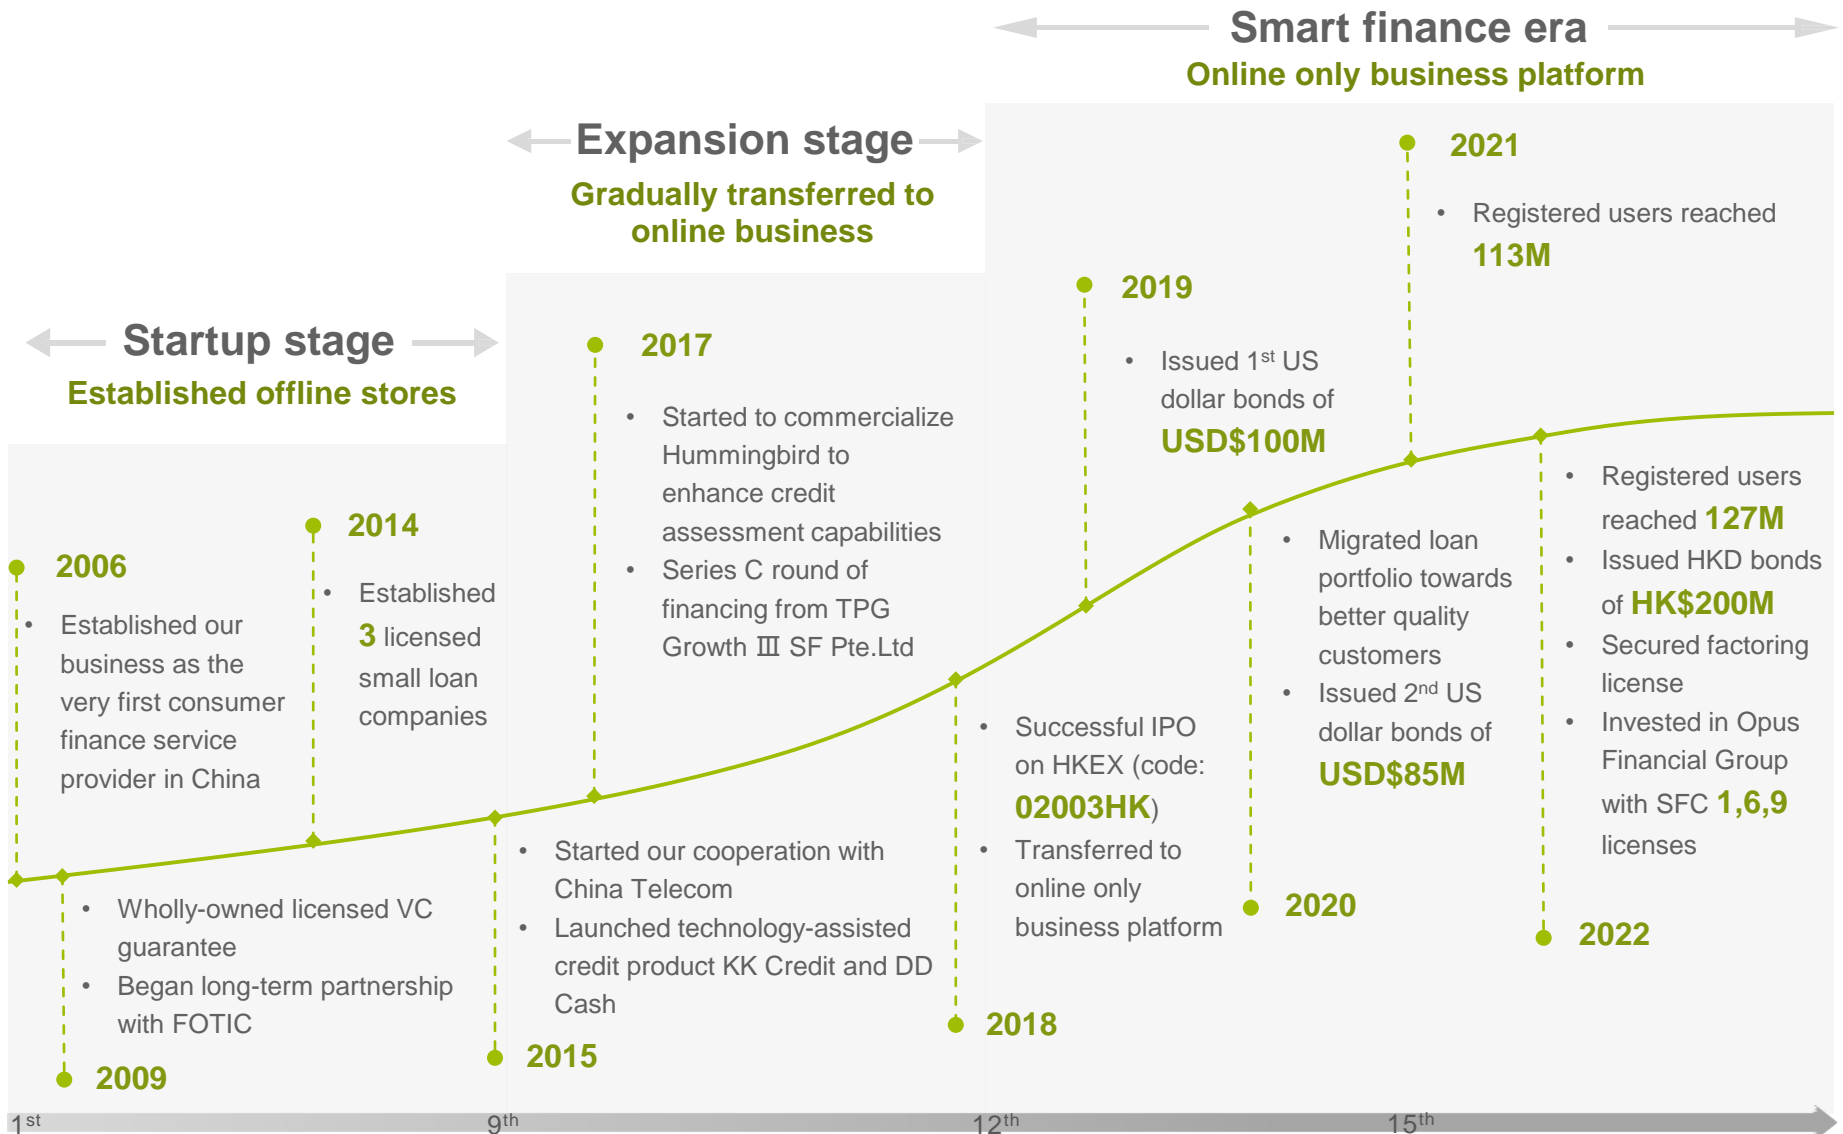 Smart finance era
Online only business platform
Expansion stage
Gradually transferred to
online business
Startup stage
Established offline stores
2006
• Established our
business as the
very first consumer
finance service
provider in China
2009
• Wholly-owned licensed VC
guarantee
• Began long-term partnership
with FOTIC
2014
• Established
3 licensed
small loan
companies
2015
• Started our cooperation with
China Telecom
• Launched technology-assisted
credit product KK Credit and DD
Cash
2017
• Started to commercialize
Hummingbird to
enhance credit
assessment capabilities
• Series C round of
financing from TPG
Growth Ⅲ SF Pte.Ltd
2018
• Successful IPO
on HKEX (code:
02003HK)
• Transferred to
online only
business platform
2019
• Issued 1st US
dollar bonds of
USD$100M
2020
• Migrated loan
portfolio towards
better quality
customers
• Issued 2nd US
dollar bonds of
USD$85M
2021
• Registered users reached
113M
2022
• Registered users
reached 127M
• Issued HKD bonds
of HK$200M
• Secured factoring
license
• Invested in Opus
Financial Group
with SFC 1,6,9
licenses
1st
9th
12th
15th